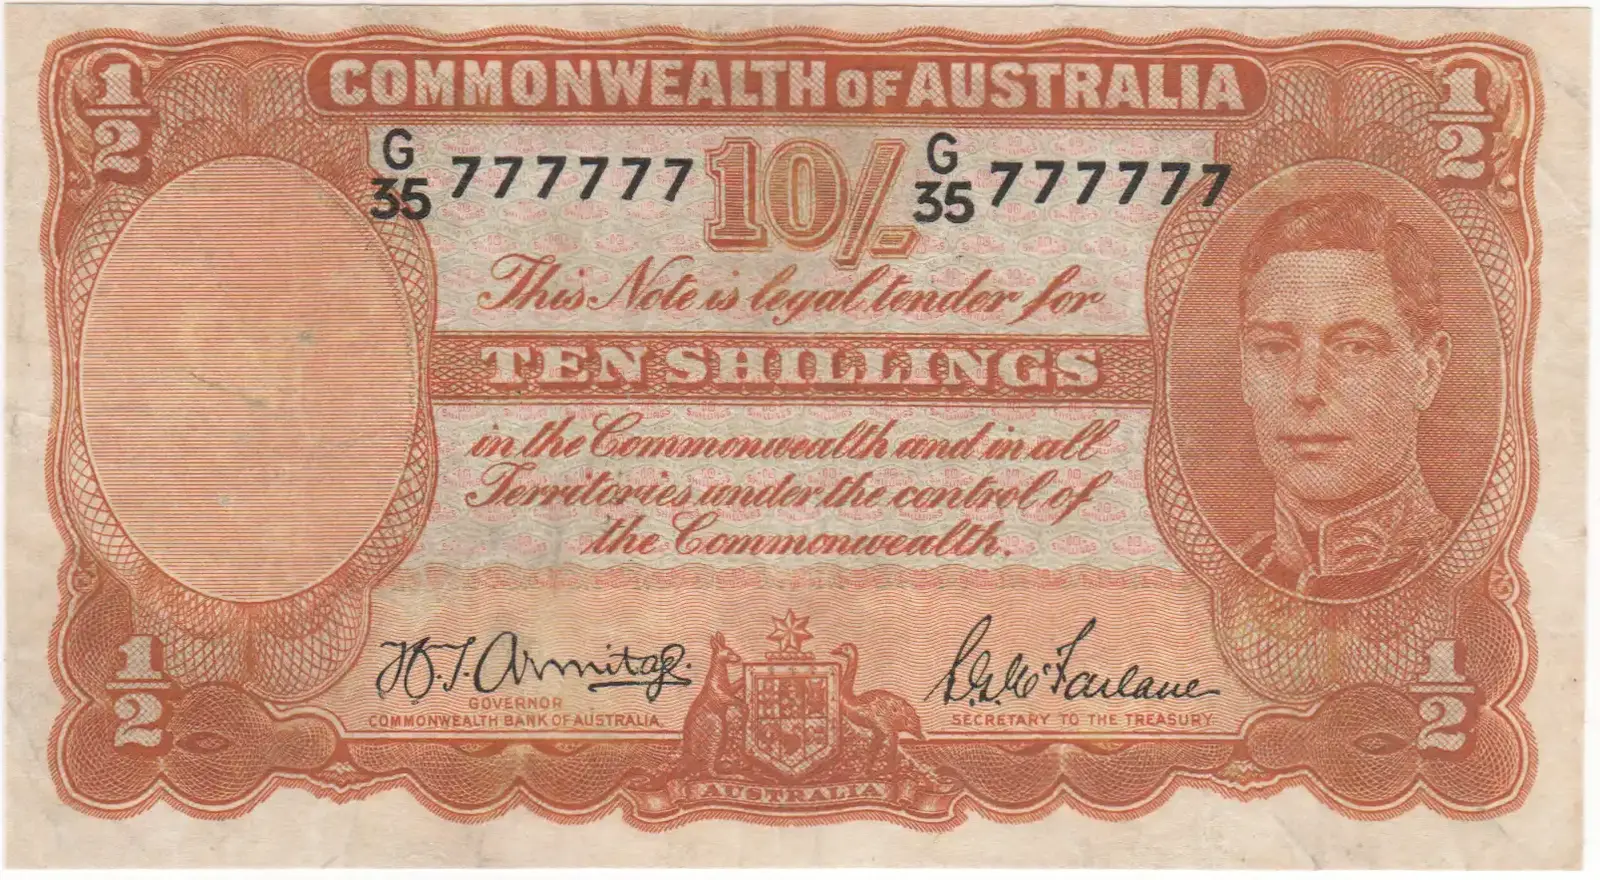 1/2
COMMONWEALTH OF AUSTRALIA
1/2
G/35 777777
10/-
G/35 777777
This Note is legal tender for
TEN SHILLINGS
in the Commonwealth and in all
Territories under the control of
the Commonwealth.
H.T. Armitage.
GOVERNOR
COMMONWEALTH BANK OF AUSTRALIA.
S.G. McFarlane
SECRETARY TO THE TREASURY
1/2
AUSTRALIA
1/2